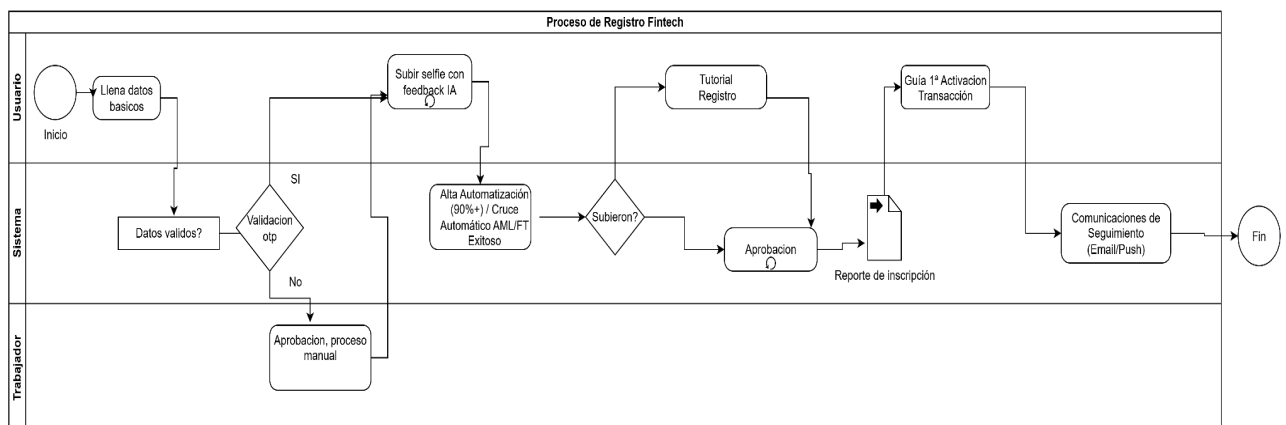 Proceso de Registro Fintech
Usuario
Inicio
Llena datos
basicos
Subir selfie con
feedback IA
Tutorial
Registro
Guía 1ª Activacion
Transacción
Sistema
Datos validos?
SI
Validacion
otp
No
Alta Automatización
(90%+) / Cruce
Automático AML/FT
Exitoso
Subieron?
Aprobacion
Reporte de inscripción
Comunicaciones de
Seguimiento
(Email/Push)
Fin
Trabajador
Aprobacion, proceso
manual